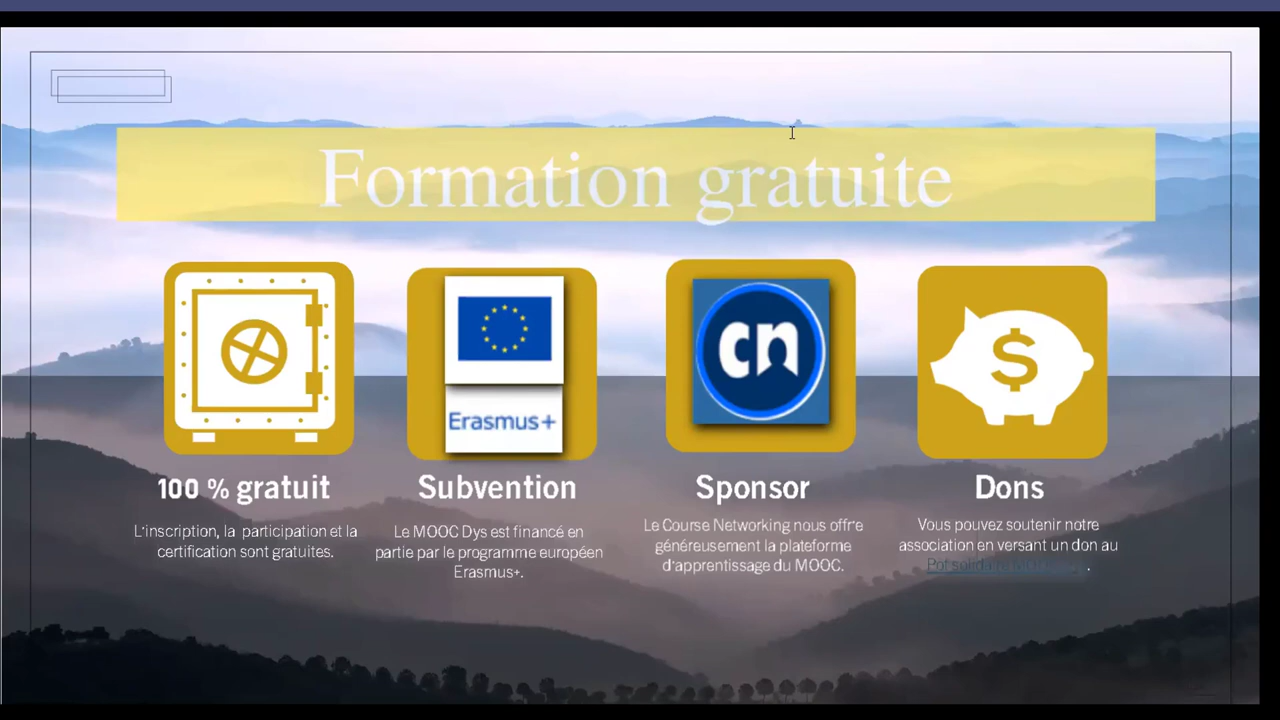 Formation gratuite
Erasmus+
cn
100 % gratuit
L'inscription, la participation et la
certification sont gratuites.
Subvention
Le MOOC Dys est financé en
partie par le programme européen
Erasmus+.
Sponsor
Le Course Networking nous offre
généreusement la plateforme
d'apprentissage du MOOC.
Dons
Vous pouvez soutenir notre
association en versant un don au
Pot solidaire